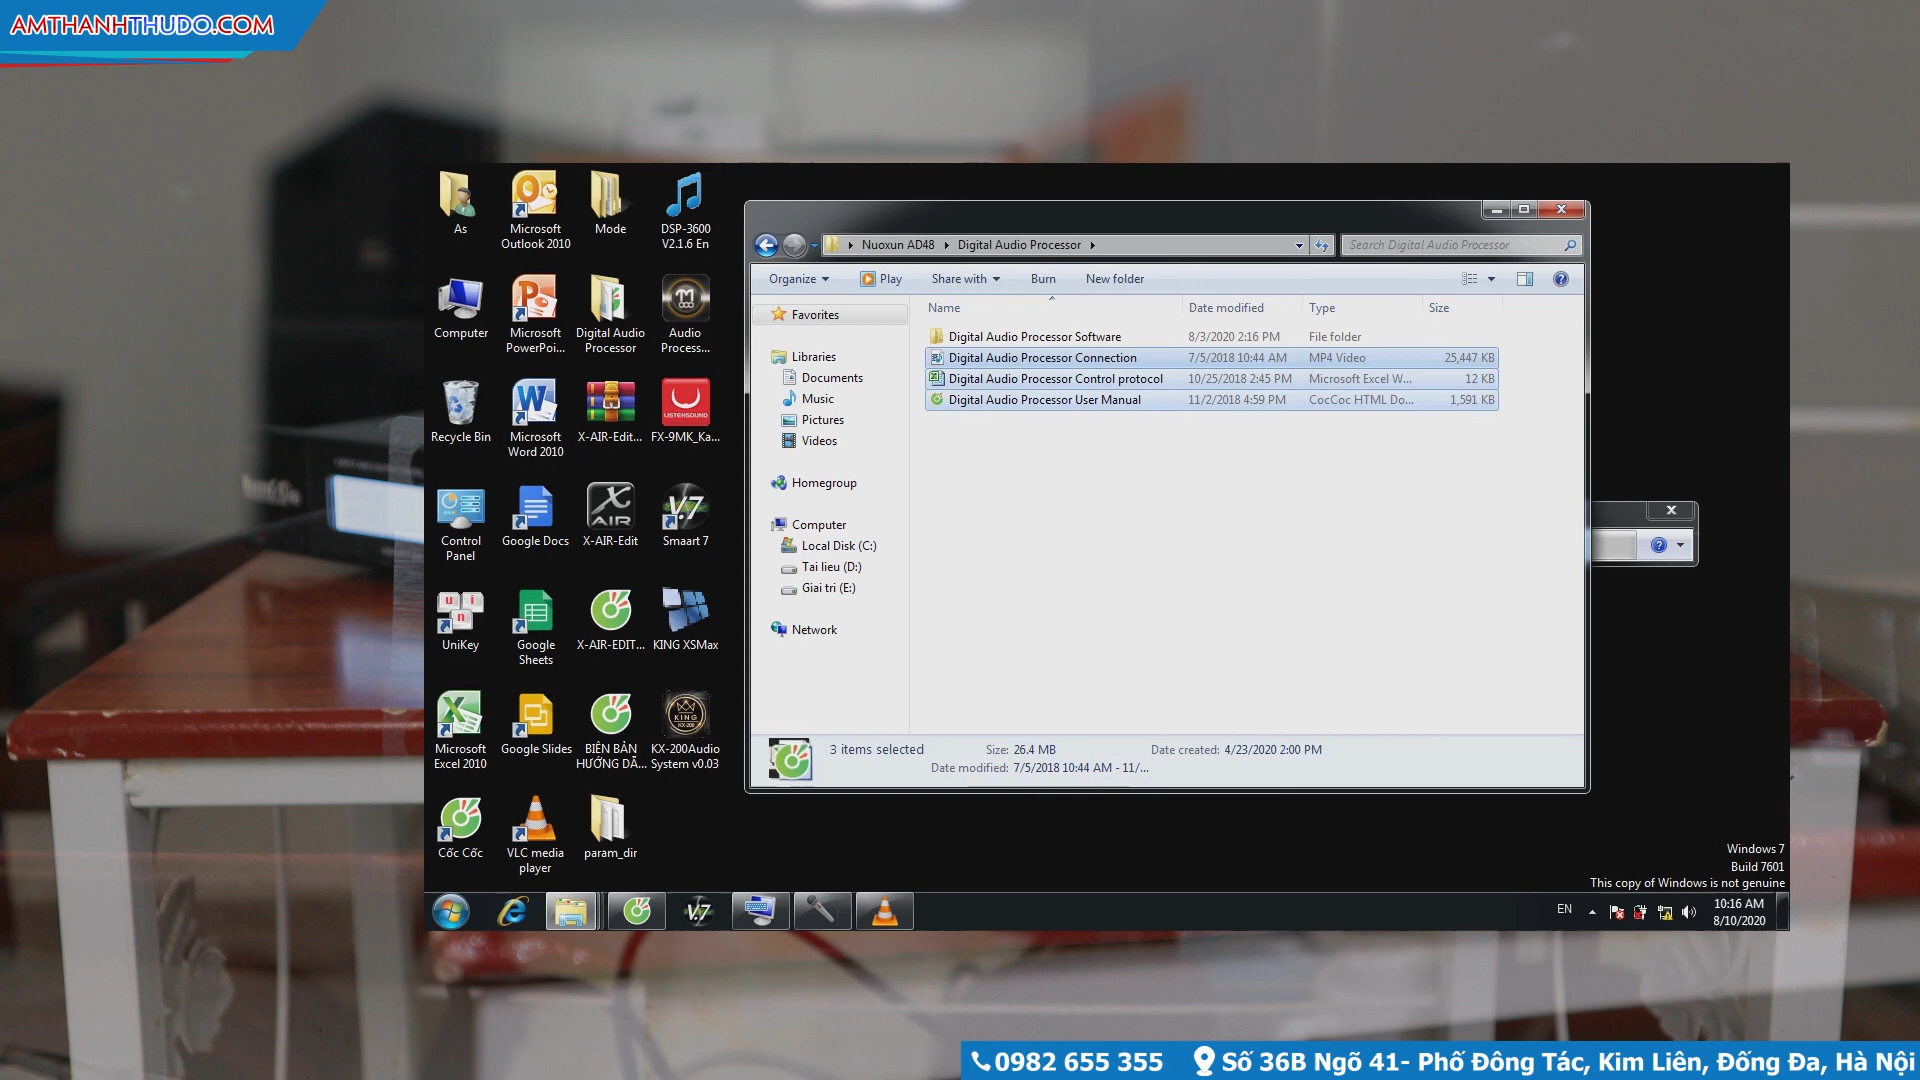 AMTHANHTHUDO.COM
As
Microsoft
Outlook 2010
Mode
DSP-3600
V2.1.6 En
Computer
Microsoft
PowerPoi...
Digital Audio
Processor
Audio
Process...
Recycle Bin
Microsoft
Word 2010
X-AIR-Edit...
LISTENSOUND
FX-9MK_Ka...
Control
Panel
Google Docs
X AIR
X-AIR-Edit
V.7
Smaart 7
UniKey
Google
Sheets
X-AIR-EDIT...
KING XSMax
Microsoft
Excel 2010
Google Slides
BIÊN BẢN
HƯỚNG DẪ...
KING
KX-200
KX-200Audio
System v0.03
Cốc Cốc
VLC media
player
param_dir
Nuoxun AD48 Digital Audio Processor
Search Digital Audio Processor
Organize Play Share with Burn New folder
Name Date modified Type Size
Favorites
Libraries
Documents
Music
Pictures
Videos
Homegroup
Computer
Local Disk (C:)
Tai lieu (D:)
Giai tri (E:)
Network
Digital Audio Processor Software 8/3/2020 2:16 PM File folder
Digital Audio Processor Connection 7/5/2018 10:44 AM MP4 Video 25,447 KB
Digital Audio Processor Control protocol 10/25/2018 2:45 PM Microsoft Excel W... 12 KB
Digital Audio Processor User Manual 11/2/2018 4:59 PM CocCoc HTML Do... 1,591 KB
3 items selected Size: 26.4 MB Date created: 4/23/2020 2:00 PM
Date modified: 7/5/2018 10:44 AM - 11/...
Windows 7
Build 7601
This copy of Windows is not genuine
V.7
EN
10:16 AM
8/10/2020
0982 655 355 Số 36B Ngõ 41- Phố Đông Tác, Kim Liên, Đống Đa, Hà Nội